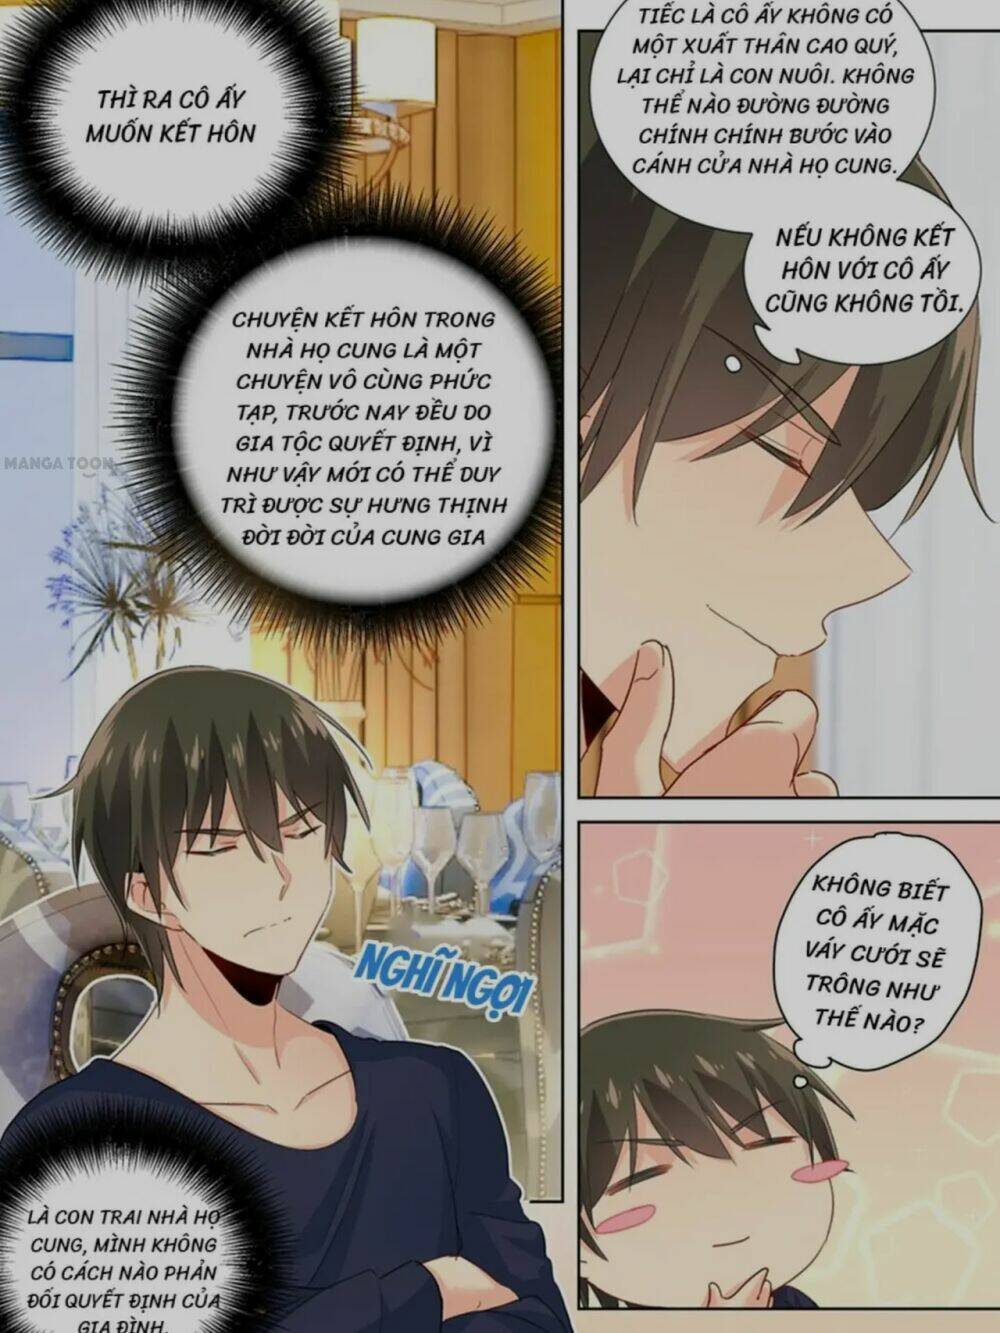 THÌ RA CÔ ẤY
MUỐN KẾT HÔN
CHUYỆN KẾT HÔN TRONG
NHÀ HỌ CUNG LÀ MỘT
CHUYỆN VÔ CÙNG PHỨC
TẠP, TRƯỚC NAY ĐỀU DO
GIA TỘC QUYẾT ĐỊNH, VÌ
NHƯ VẬY MỚI CÓ THỂ DUY
TRÌ ĐƯỢC SỰ HƯNG THỊNH
ĐỜI ĐỜI CỦA CUNG GIA
MANGA TOON
NGHĨ NGỢI
LÀ CON TRAI NHÀ HỌ
CUNG, MÌNH KHÔNG
CÓ CÁCH NÀO PHẢN
ĐỐI QUYẾT ĐỊNH CỦA
GIA ĐÌNH.
TIẾC LÀ CÔ ẤY KHÔNG CÓ
MỘT XUẤT THÂN CAO QUÝ,
LẠI CHỈ LÀ CON NUÔI. KHÔNG
THỂ NÀO ĐƯỜNG ĐƯỜNG
CHÍNH CHÍNH BƯỚC VÀO
CÁNH CỬA NHÀ HỌ CUNG.
NẾU KHÔNG KẾT
HÔN VỚI CÔ ẤY
CŨNG KHÔNG TỒI.
KHÔNG BIẾT
CÔ ẤY MẶC
VÁY CƯỚI SẼ
TRÔNG NHƯ
THẾ NÀO?